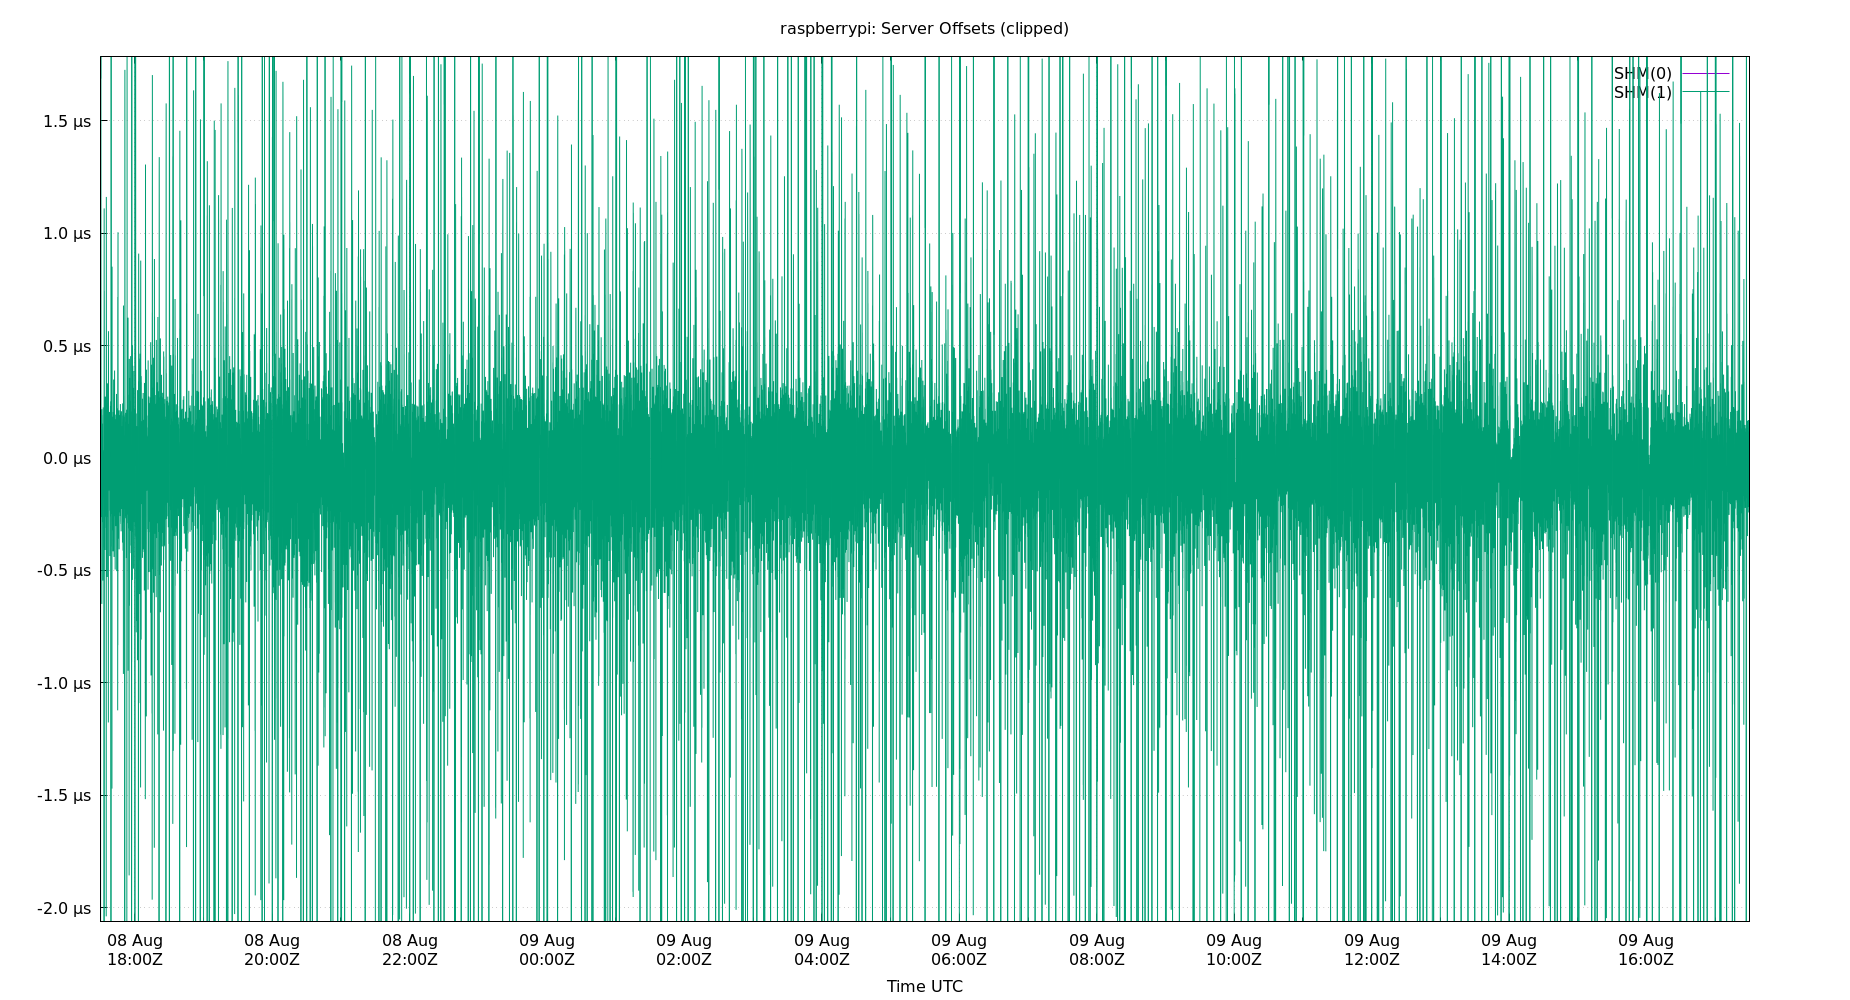 raspberrypi: Server Offsets (clipped)
SHM(0)
SHM(1)
1.5 µs
1.0 µs
0.5 µs
0.0 µs
-0.5 µs
-1.0 µs
-1.5 µs
-2.0 µs
08 Aug 08 Aug 08 Aug 09 Aug 09 Aug 09 Aug 09 Aug 09 Aug 09 Aug 09 Aug 09 Aug 09 Aug
18:00Z 20:00Z 22:00Z 00:00Z 02:00Z 04:00Z 06:00Z 08:00Z 10:00Z 12:00Z 14:00Z 16:00Z
Time UTC